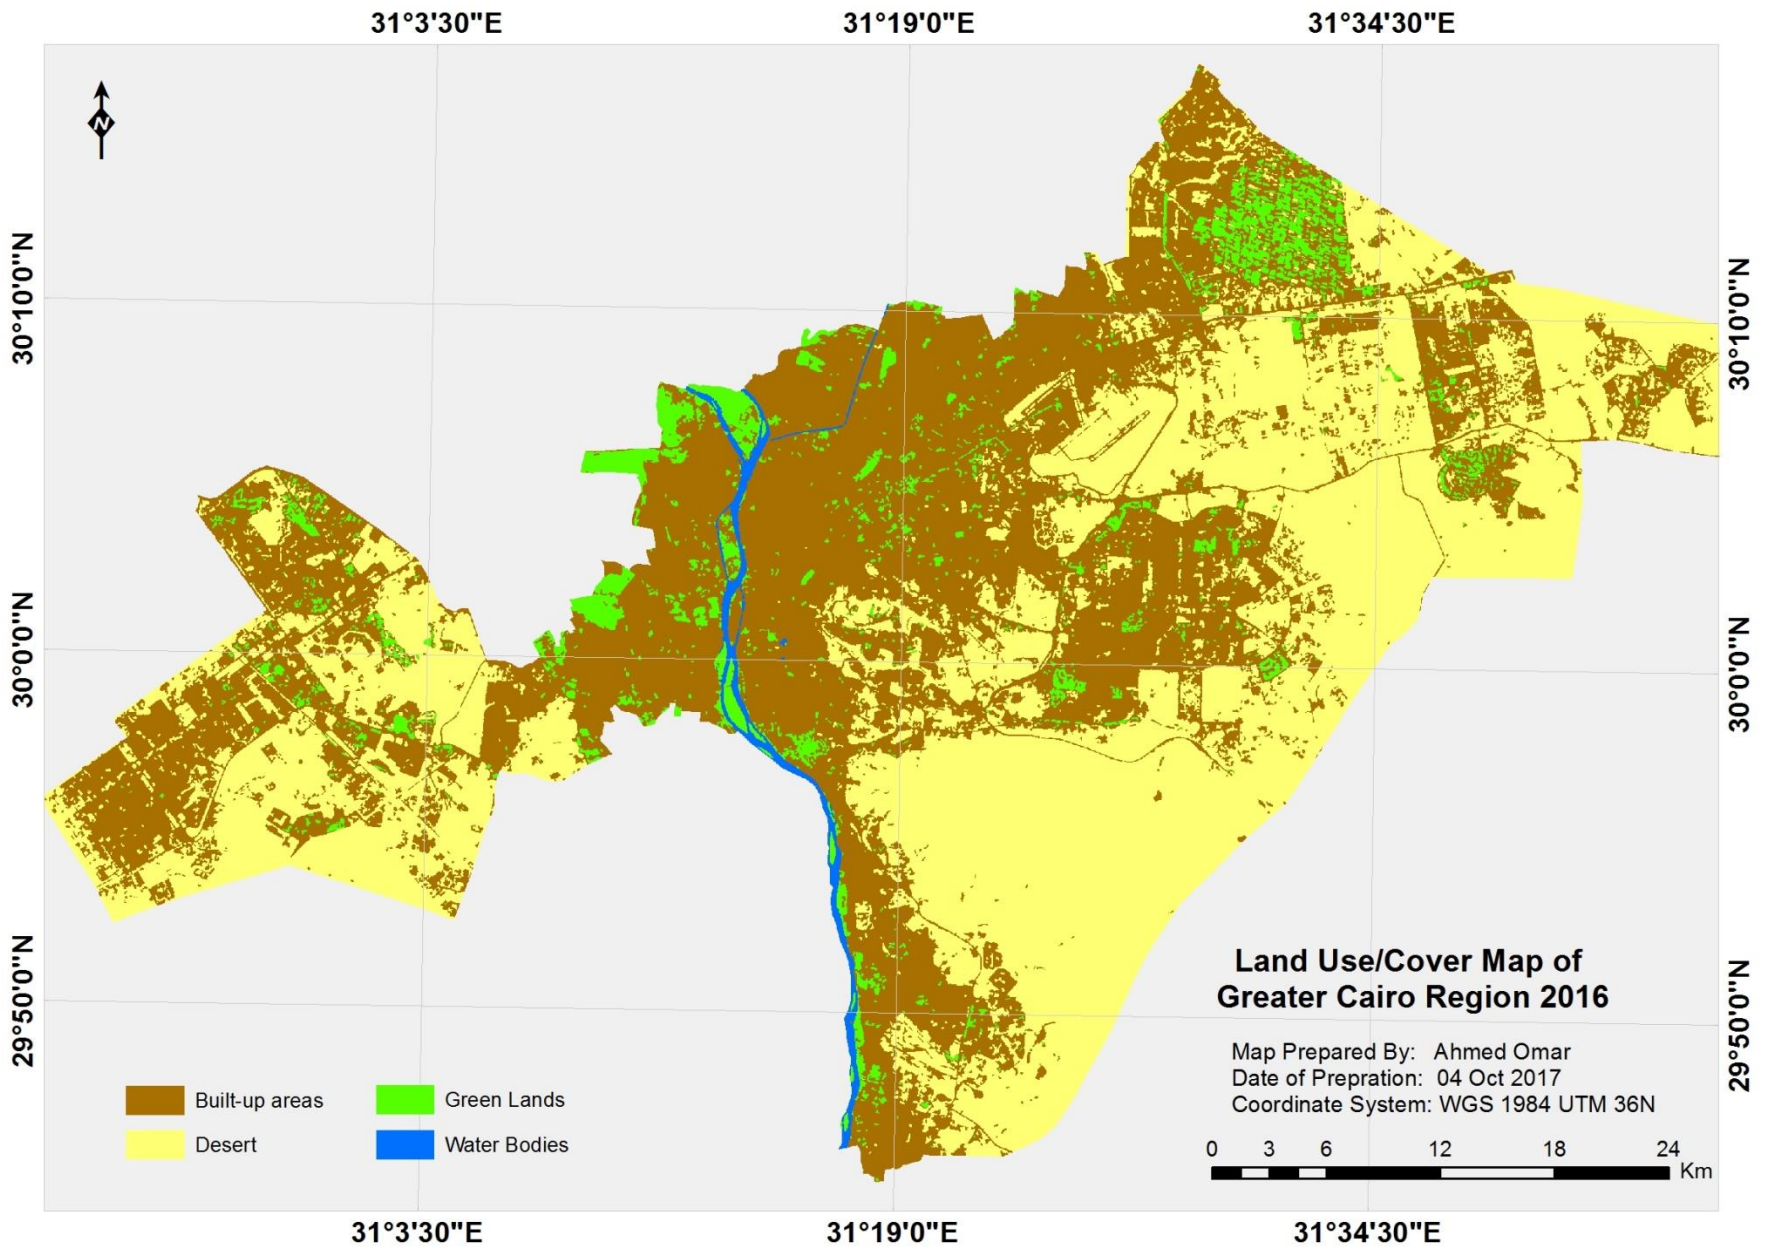 31°3'30"E 31°19'0"E 31°34'30"E
N
30°10'0"N
30°10'0"N
30°0'0"N
30°0'0"N
29°50'0"N
29°50'0"N
Land Use/Cover Map of
Greater Cairo Region 2016
Map Prepared By: Ahmed Omar
Date of Prepration: 04 Oct 2017
Coordinate System: WGS 1984 UTM 36N
0 3 6 12 18 24
Km
Built-up areas
Green Lands
Desert
Water Bodies
31°3'30"E 31°19'0"E 31°34'30"E